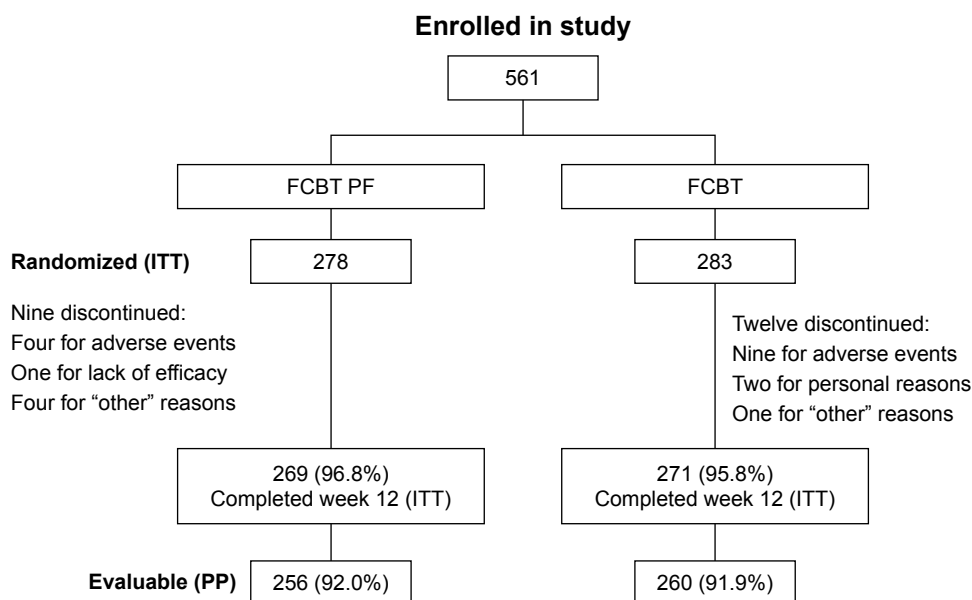 Enrolled in study
561
FCBT PF
FCBT
Randomized (ITT)
278
283
Nine discontinued:
Four for adverse events
One for lack of efficacy
Four for “other” reasons
Twelve discontinued:
Nine for adverse events
Two for personal reasons
One for “other” reasons
269 (96.8%)
Completed week 12 (ITT)
271 (95.8%)
Completed week 12 (ITT)
Evaluable (PP)
256 (92.0%)
260 (91.9%)